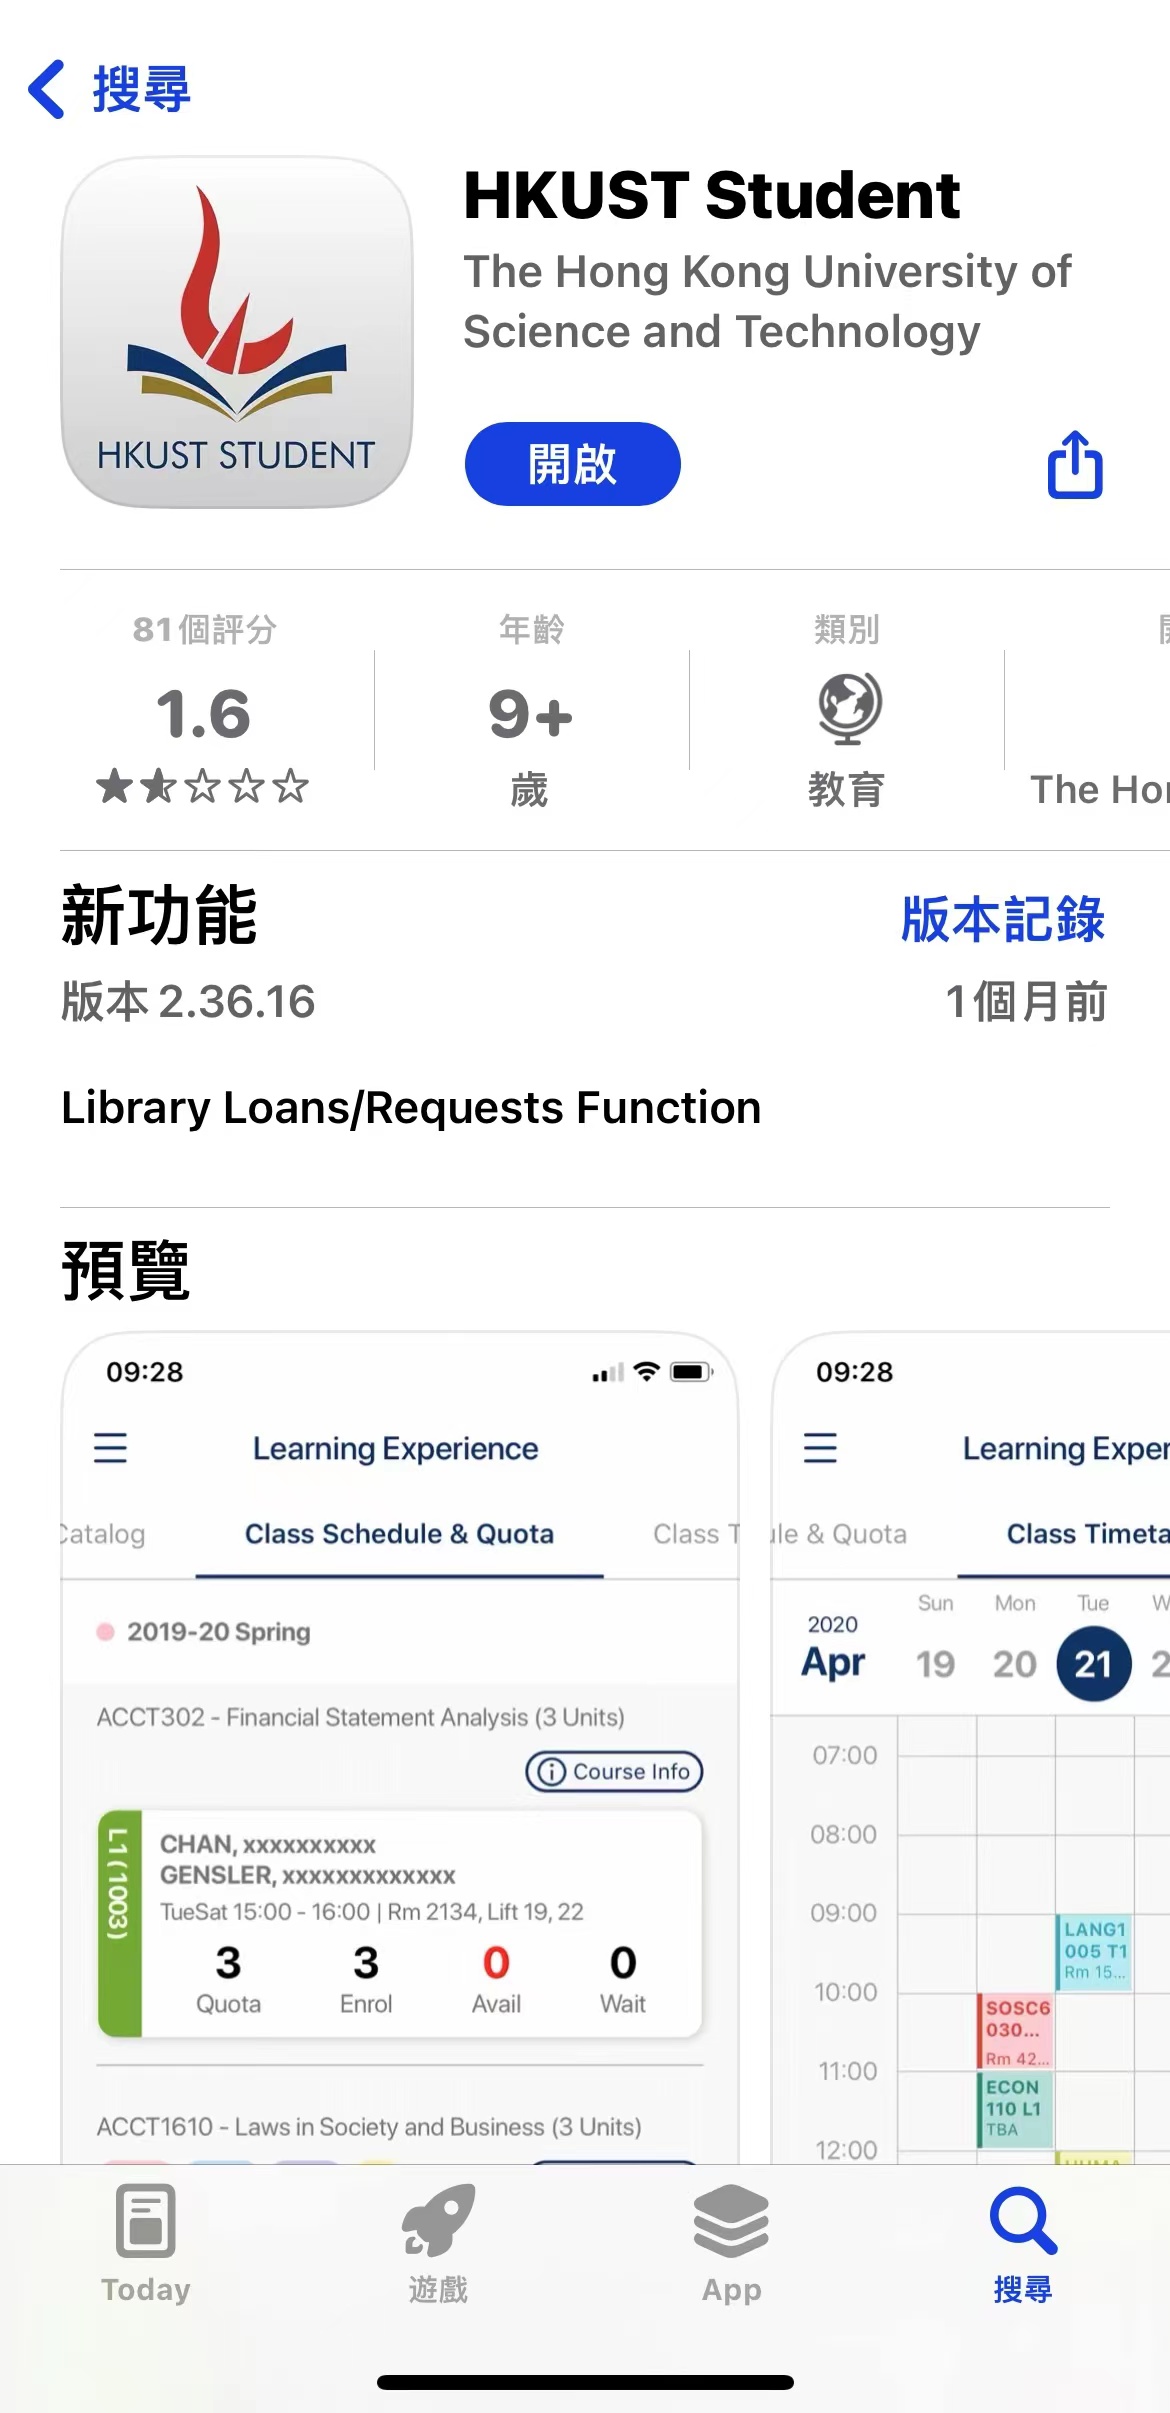 搜尋
HKUST STUDENT
HKUST Student
The Hong Kong University of
Science and Technology
開啟
81個評分
1.6
年齡
9+
歲
類別
教育
The Hor
新功能
版本記錄
版本 2.36.16
1個月前
Library Loans/Requests Function
預覽
09:28
Learning Experience
Catalog
Class Schedule & Quota
Class T
2019-20 Spring
ACCT302 - Financial Statement Analysis (3 Units)
Course Info
L1 (1003)
CHAN, xxxxxxxxxx
GENSLER, xxxxxxxxxxxxx
TueSat 15:00 - 16:00 | Rm 2134, Lift 19, 22
3
3
0
0
Quota
Enrol
Avail
Wait
ACCT1610 - Laws in Society and Business (3 Units)
09:28
Learning Exper
ule & Quota
Class Timeta
2020
Apr
Sun
Mon
Tue
W
19
20
21
2
07:00
08:00
09:00
LANG1
005 T1
Rm 15...
10:00
SOSC6
030...
Rm 42...
11:00
ECON
110 L1
TBA
12:00
Today
遊戲
App
搜尋